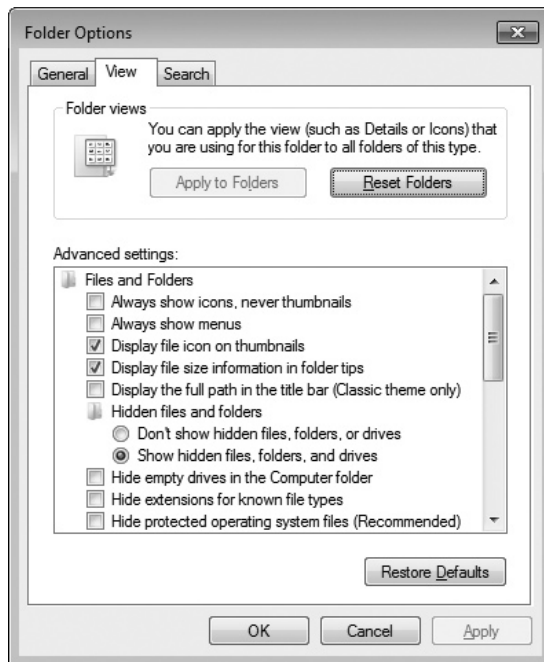 Folder Options
General
View
Search
Folder views
You can apply the view (such as Details or Icons) that
you are using for this folder to all folders of this type.
Apply to Folders
Reset Folders
Advanced settings:
Files and Folders
Always show icons, never thumbnails
Always show menus
Display file icon on thumbnails
Display file size information in folder tips
Display the full path in the title bar (Classic theme only)
Hidden files and folders
Don't show hidden files, folders, or drives
Show hidden files, folders, and drives
Hide empty drives in the Computer folder
Hide extensions for known file types
Hide protected operating system files (Recommended)
Restore Defaults
OK
Cancel
Apply